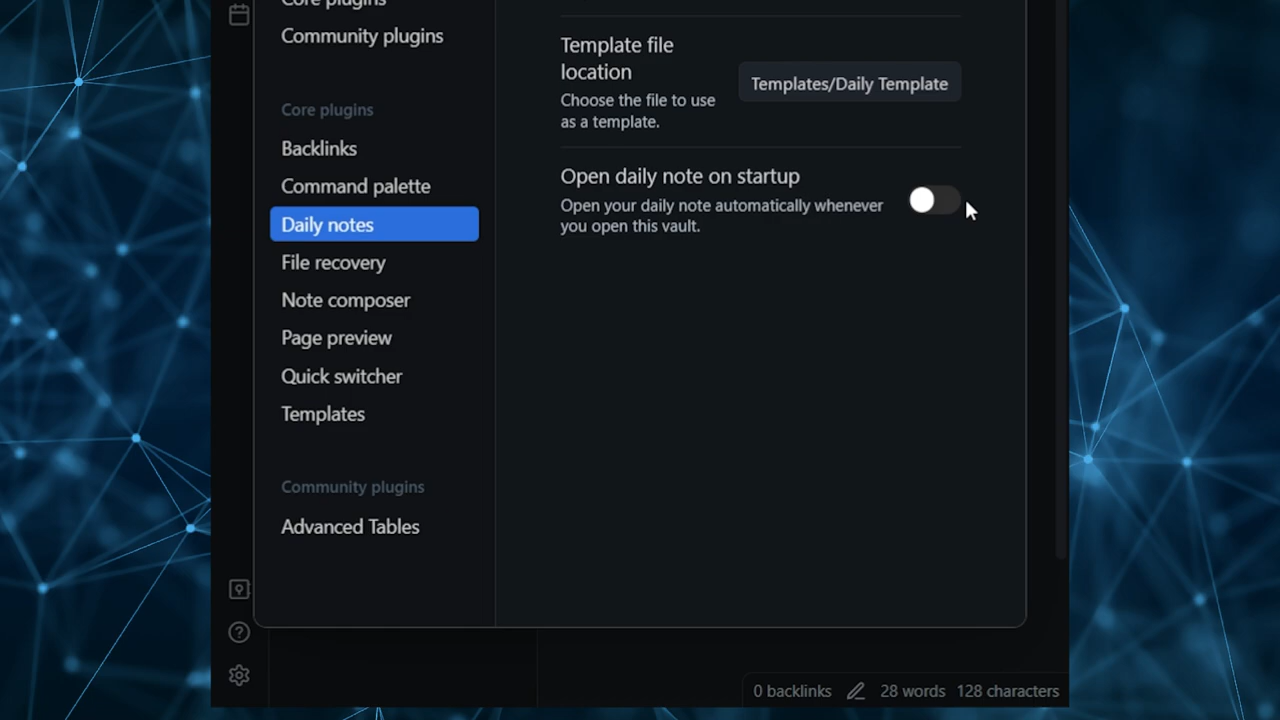 Core plugins
Community plugins
Core plugins
Backlinks
Command palette
Daily notes
File recovery
Note composer
Page preview
Quick switcher
Templates
Community plugins
Advanced Tables
Template file
location
Choose the file to use
as a template.
Templates/Daily Template
Open daily note on startup
Open your daily note automatically whenever
you open this vault.
0 backlinks 28 words 128 characters